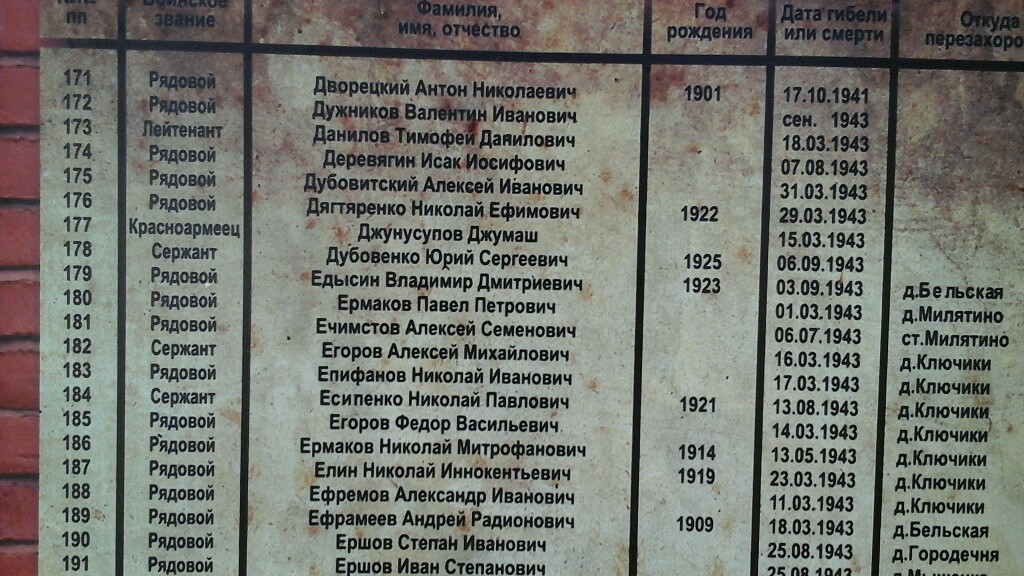 пп Воинское звание Фамилия, имя, отчество Год рождения Дата гибели или смерти Откуда перезахоро
171 Рядовой Дворецкий Антон Николаевич 1901 17.10.1941
172 Рядовой Дужников Валентин Иванович сен. 1943
173 Лейтенант Данилов Тимофей Данилович 18.03.1943
174 Рядовой Деревягин Исак Иосифович 07.08.1943
175 Рядовой Дубовитский Алексей Иванович 31.03.1943
176 Рядовой Дягтяренко Николай Ефимович 1922 29.03.1943
177 Красноармеец Джунусупов Джумаш 15.03.1943
178 Сержант Дубовенко Юрий Сергеевич 1925 06.09.1943
179 Рядовой Едысин Владимир Дмитриевич 1923 03.09.1943 д.Бельская
180 Рядовой Ермаков Павел Петрович 01.03.1943 д.Милятино
181 Рядовой Ечимстов Алексей Семенович 06.07.1943 ст.Милятино
182 Сержант Егоров Алексей Михайлович 16.03.1943 д.Ключики
183 Рядовой Епифанов Николай Иванович 17.03.1943 д.Ключики
184 Сержант Есипенко Николай Павлович 1921 13.08.1943 д.Ключики
185 Рядовой Егоров Федор Васильевич 14.03.1943 д.Ключики
186 Рядовой Ермаков Николай Митрофанович 1914 13.05.1943 д.Ключики
187 Рядовой Елин Николай Иннокентьевич 1919 23.03.1943 д.Ключики
188 Рядовой Ефремов Александр Иванович 11.03.1943 д.Ключики
189 Рядовой Ефрамеев Андрей Радионович 1909 18.03.1943 д.Бельская
190 Рядовой Ершов Степан Иванович 25.08.1943 д.Городечня
191 Рядовой Ершов Иван Степанович 25.08.1943